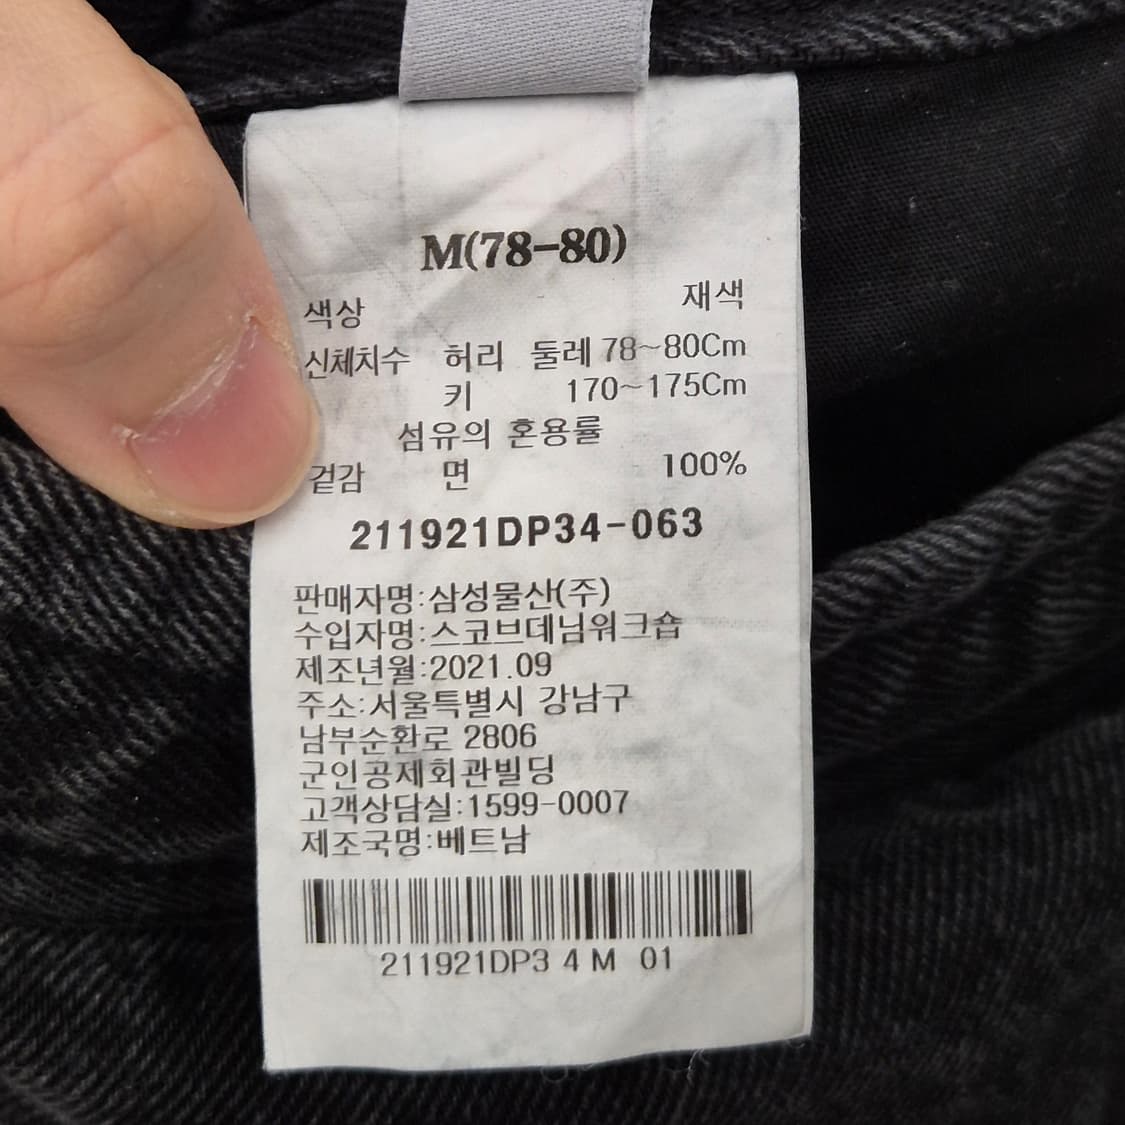 M(78-80)
색상 재색
신체치수 허리 둘레 78~80Cm
키 170~175Cm
섬유의 혼용률
겉감 면 100%
211921DP34-063
판매자명:삼성물산(주)
수입자명:스코브데님워크숍
제조년월:2021.09
주소:서울특별시 강남구
남부순환로 2806
군인공제회관빌딩
고객상담실:1599-0007
제조국명:베트남
211921DP3 4 M 01